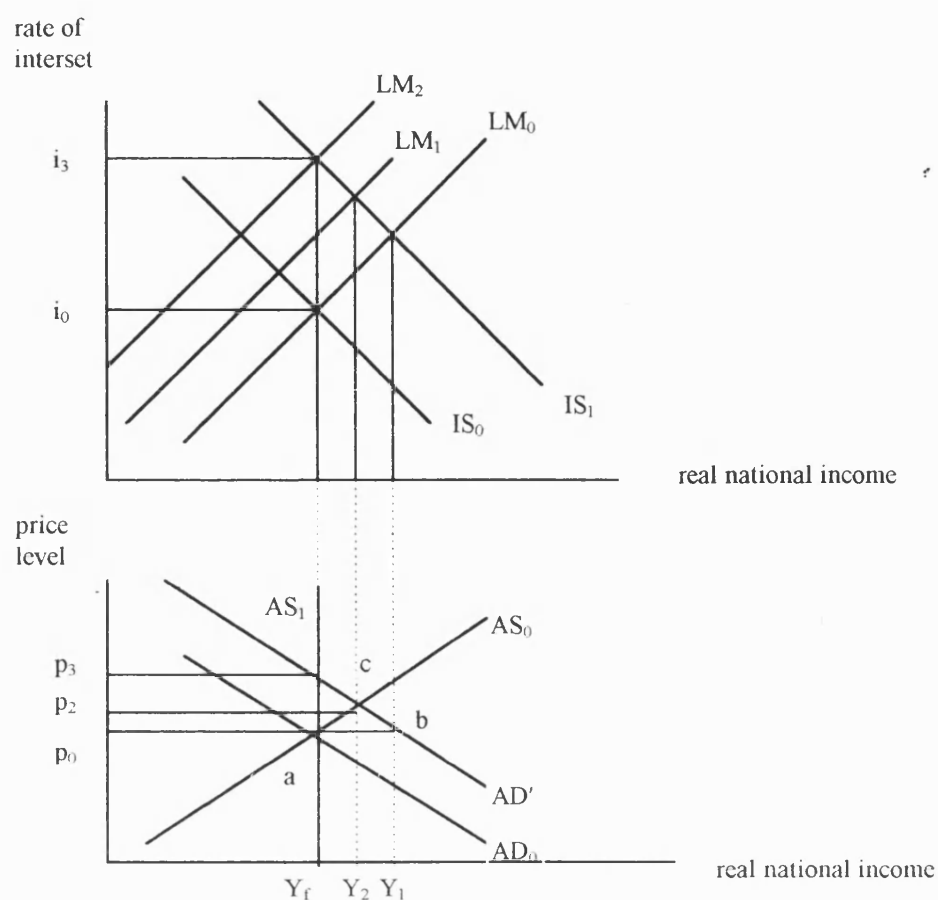 rate of
interset
LM₂
LM₀
LM₁
i₃
i₀
IS₁
IS₀
real national income
price
level
AS₁
AS₀
p₃
c
p₂
b
p₀
a
AD′
AD₀
real national income
Y_f Y₂ Y₁